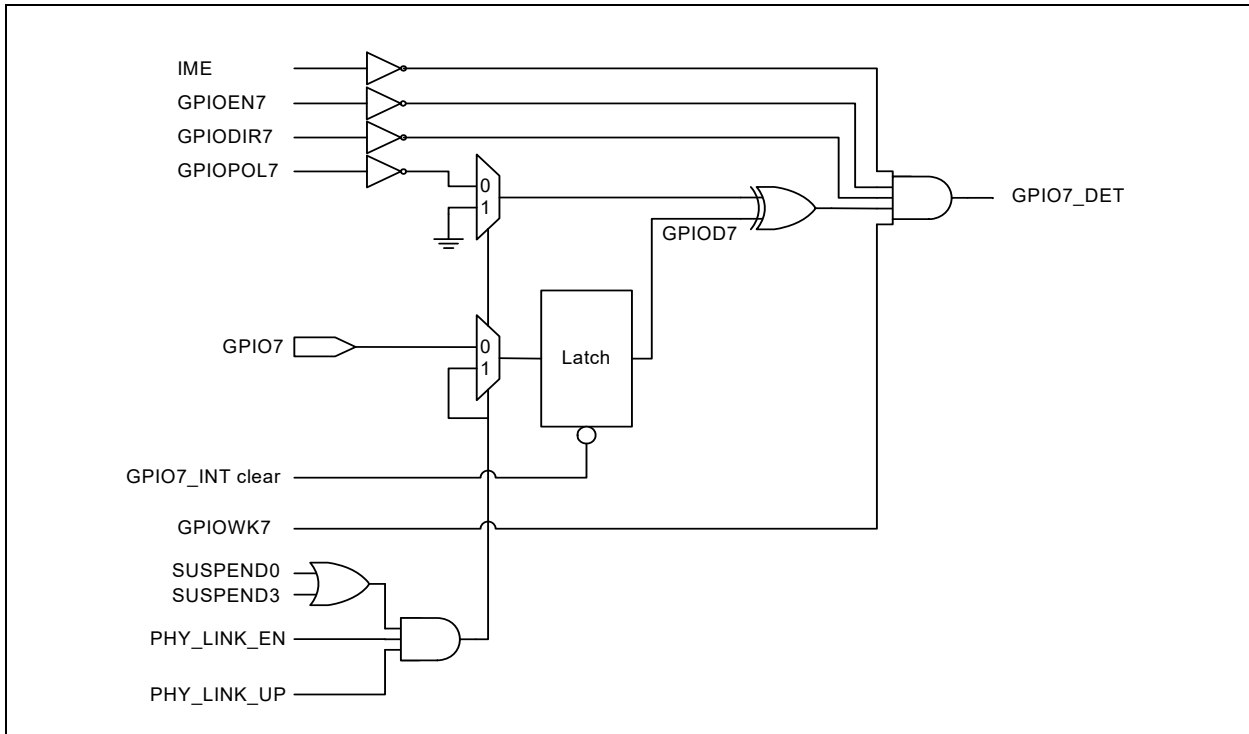 IME
GPIOEN7
GPIODIR7
GPIOPOL7
0
1
GPIO7_DET
GPIOD7
GPIO7
0
1
Latch
GPIO7_INT clear
GPIOWK7
SUSPEND0
SUSPEND3
PHY_LINK_EN
PHY_LINK_UP